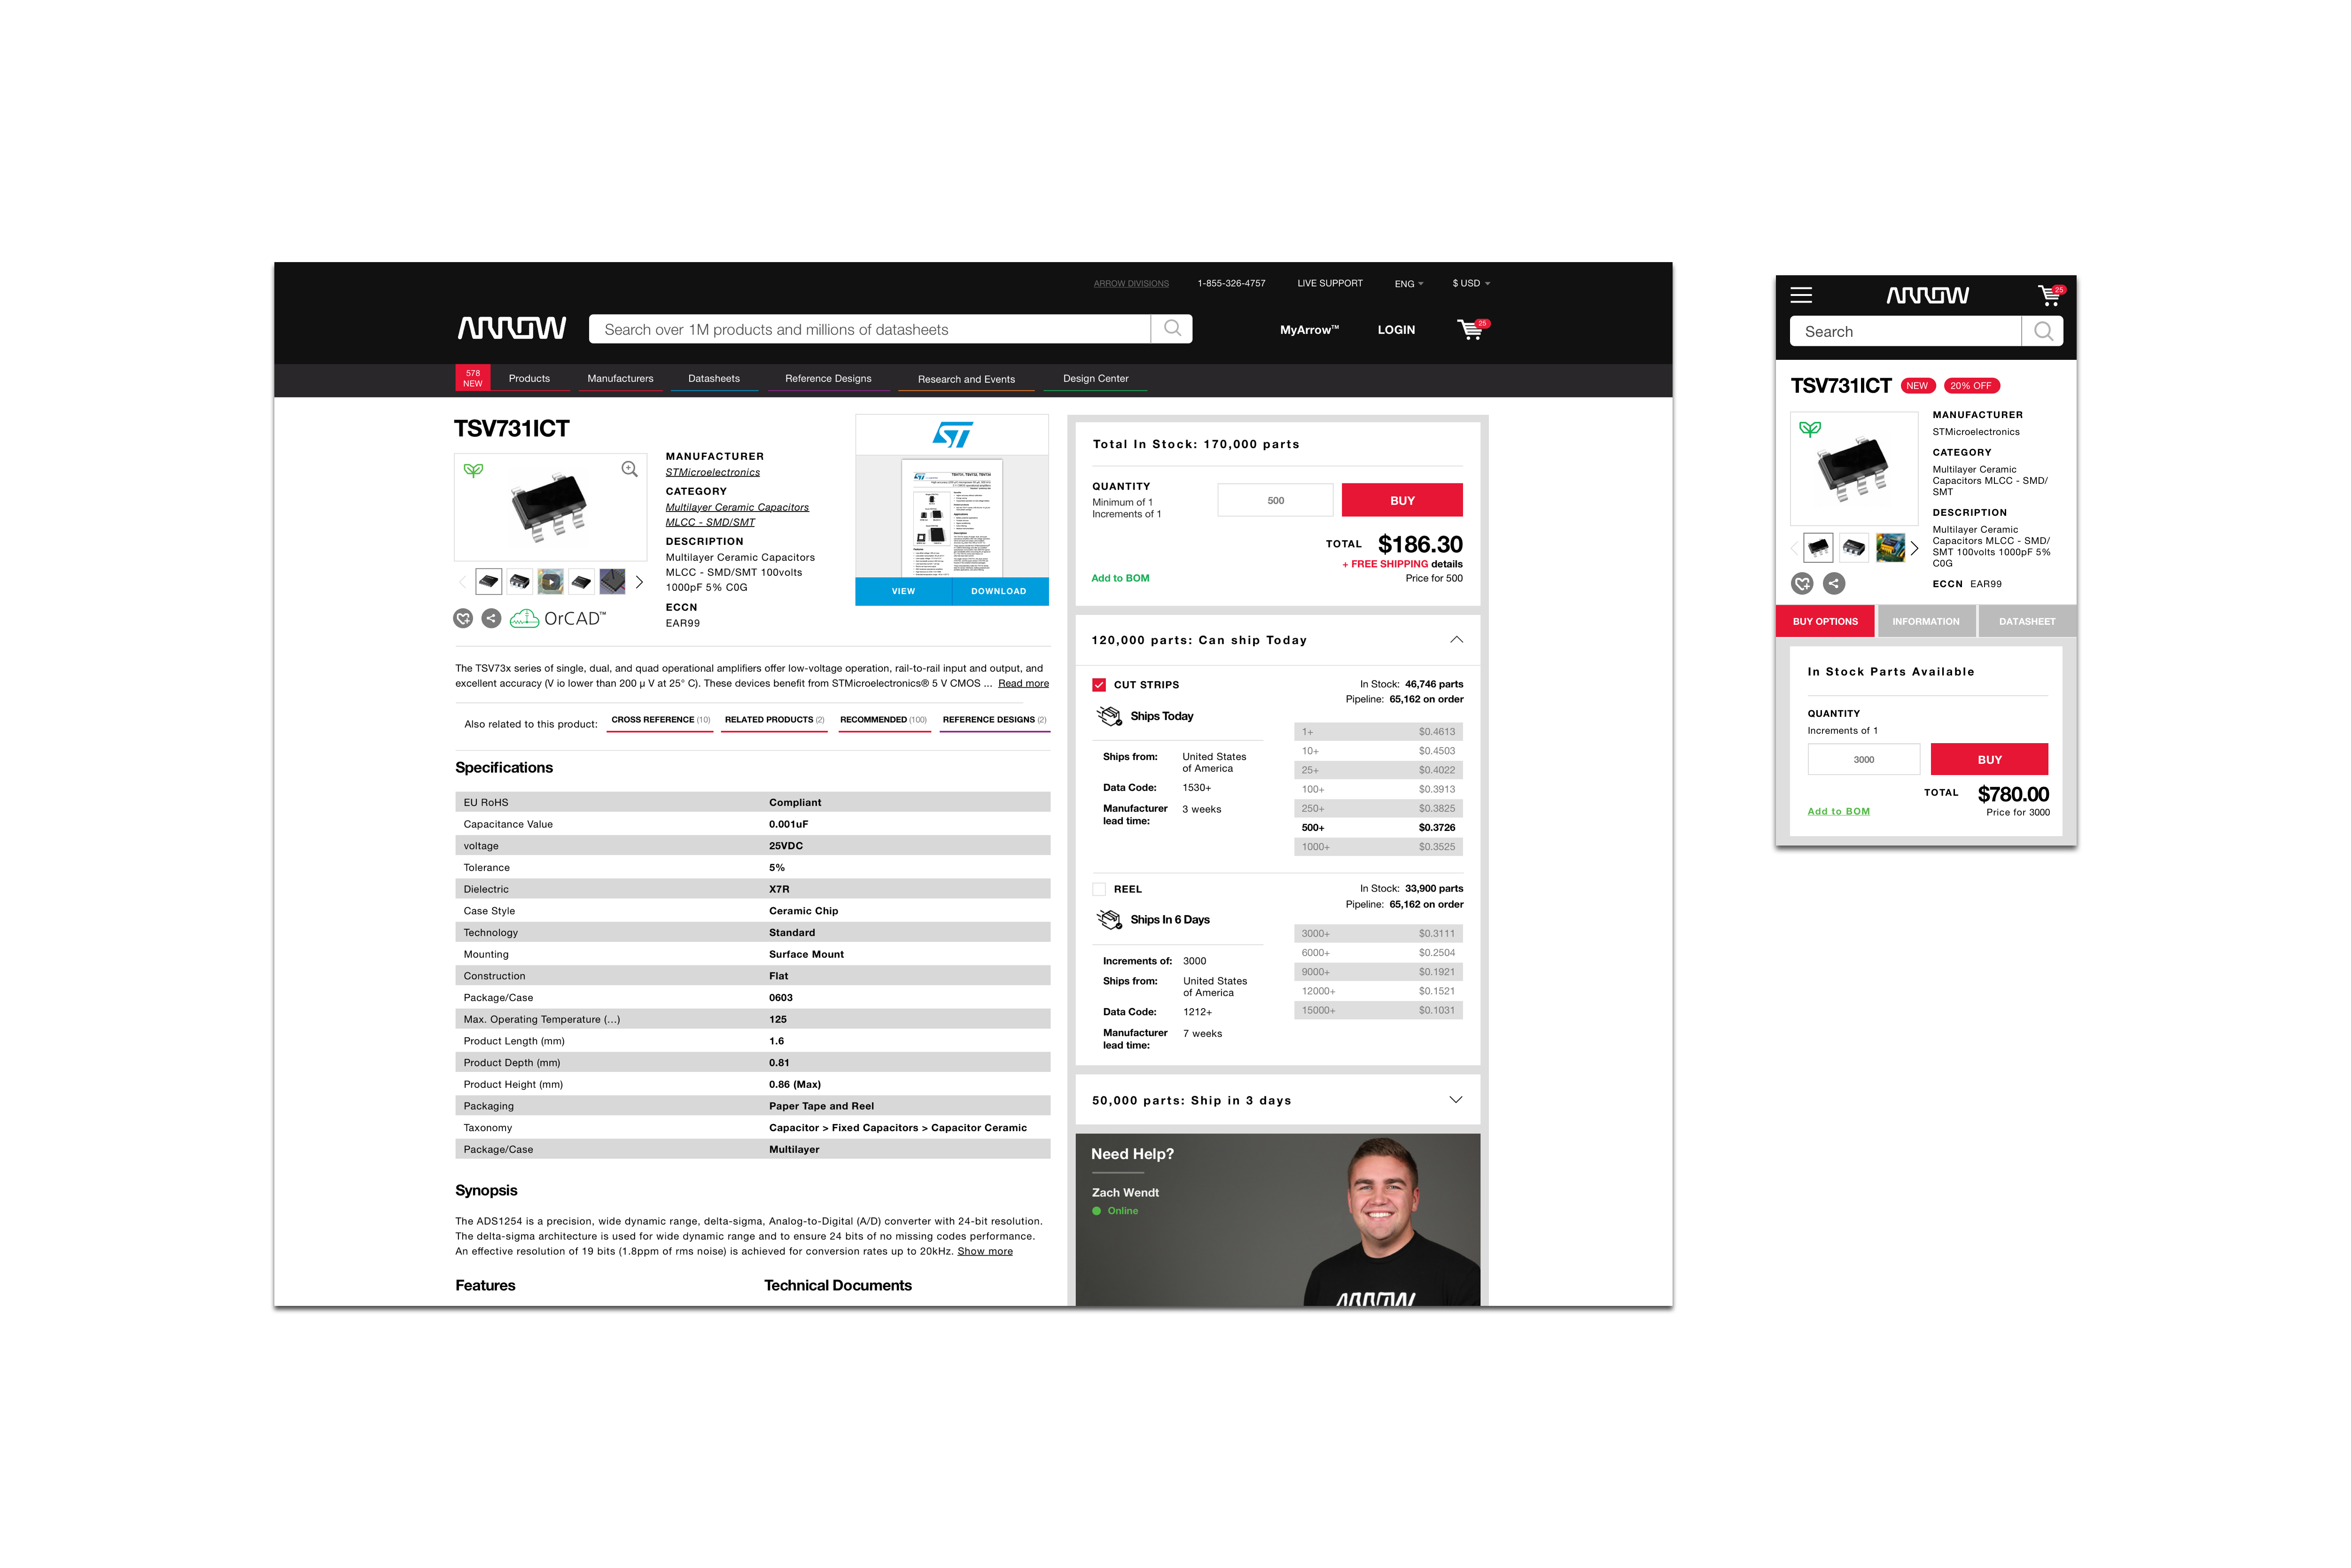 ARROW DIVISIONS 1-855-326-4757 LIVE SUPPORT ENG $ USD
ARROW Search over 1M products and millions of datasheets MyArrow™ LOGIN 25
578 NEW Products Manufacturers Datasheets Reference Designs Research and Events Design Center
TSV731ICT
MANUFACTURER
STMicroelectronics
CATEGORY
Multilayer Ceramic Capacitors
MLCC - SMD/SMT
DESCRIPTION
Multilayer Ceramic Capacitors
MLCC - SMD/SMT 100volts
1000pF 5% C0G
ECCN
EAR99
OrCAD™
ST
VIEW DOWNLOAD
The TSV73x series of single, dual, and quad operational amplifiers offer low-voltage operation, rail-to-rail input and output, and
excellent accuracy (V io lower than 200 µ V at 25° C). These devices benefit from STMicroelectronics® 5 V CMOS ... Read more
Also related to this product: CROSS REFERENCE (10) RELATED PRODUCTS (2) RECOMMENDED (100) REFERENCE DESIGNS (2)
Specifications
EU RoHS Compliant
Capacitance Value 0.001uF
voltage 25VDC
Tolerance 5%
Dielectric X7R
Case Style Ceramic Chip
Technology Standard
Mounting Surface Mount
Construction Flat
Package/Case 0603
Max. Operating Temperature (...) 125
Product Length (mm) 1.6
Product Depth (mm) 0.81
Product Height (mm) 0.86 (Max)
Packaging Paper Tape and Reel
Taxonomy Capacitor > Fixed Capacitors > Capacitor Ceramic
Package/Case Multilayer
Synopsis
The ADS1254 is a precision, wide dynamic range, delta-sigma, Analog-to-Digital (A/D) converter with 24-bit resolution.
The delta-sigma architecture is used for wide dynamic range and to ensure 24 bits of no missing codes performance.
An effective resolution of 19 bits (1.8ppm of rms noise) is achieved for conversion rates up to 20kHz. Show more
Features Technical Documents
Total In Stock: 170,000 parts
QUANTITY
Minimum of 1
Increments of 1
500 BUY
TOTAL $186.30
+ FREE SHIPPING details
Add to BOM Price for 500
120,000 parts: Can ship Today
CUT STRIPS In Stock: 46,746 parts
Pipeline: 65,162 on order
Ships Today
Ships from: United States
of America
Data Code: 1530+
Manufacturer 3 weeks
lead time:
1+ $0.4613
10+ $0.4503
25+ $0.4022
100+ $0.3913
250+ $0.3825
500+ $0.3726
1000+ $0.3525
REEL In Stock: 33,900 parts
Pipeline: 65,162 on order
Ships In 6 Days
Increments of: 3000
Ships from: United States
of America
Data Code: 1212+
Manufacturer 7 weeks
lead time:
3000+ $0.3111
6000+ $0.2504
9000+ $0.1921
12000+ $0.1521
15000+ $0.1031
50,000 parts: Ship in 3 days
Need Help?
Zach Wendt
Online
ARROW
ARROW 25
Search
TSV731ICT NEW 20% OFF
MANUFACTURER
STMicroelectronics
CATEGORY
Multilayer Ceramic
Capacitors MLCC - SMD/
SMT
DESCRIPTION
Multilayer Ceramic
Capacitors MLCC - SMD/
SMT 100volts 1000pF 5%
C0G
ECCN EAR99
BUY OPTIONS INFORMATION DATASHEET
In Stock Parts Available
QUANTITY
Increments of 1
3000 BUY
TOTAL $780.00
Add to BOM Price for 3000